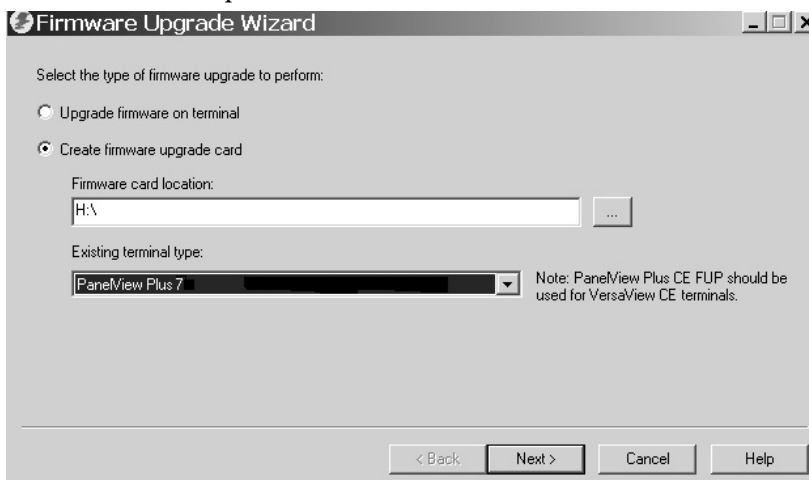 Firmware Upgrade Wizard
Select the type of firmware upgrade to perform:
Upgrade firmware on terminal
Create firmware upgrade card
Firmware card location:
H:\
...
Existing terminal type:
PanelView Plus 7
Note: PanelView Plus CE FUP should be
used for VersaView CE terminals.
< Back Next > Cancel Help